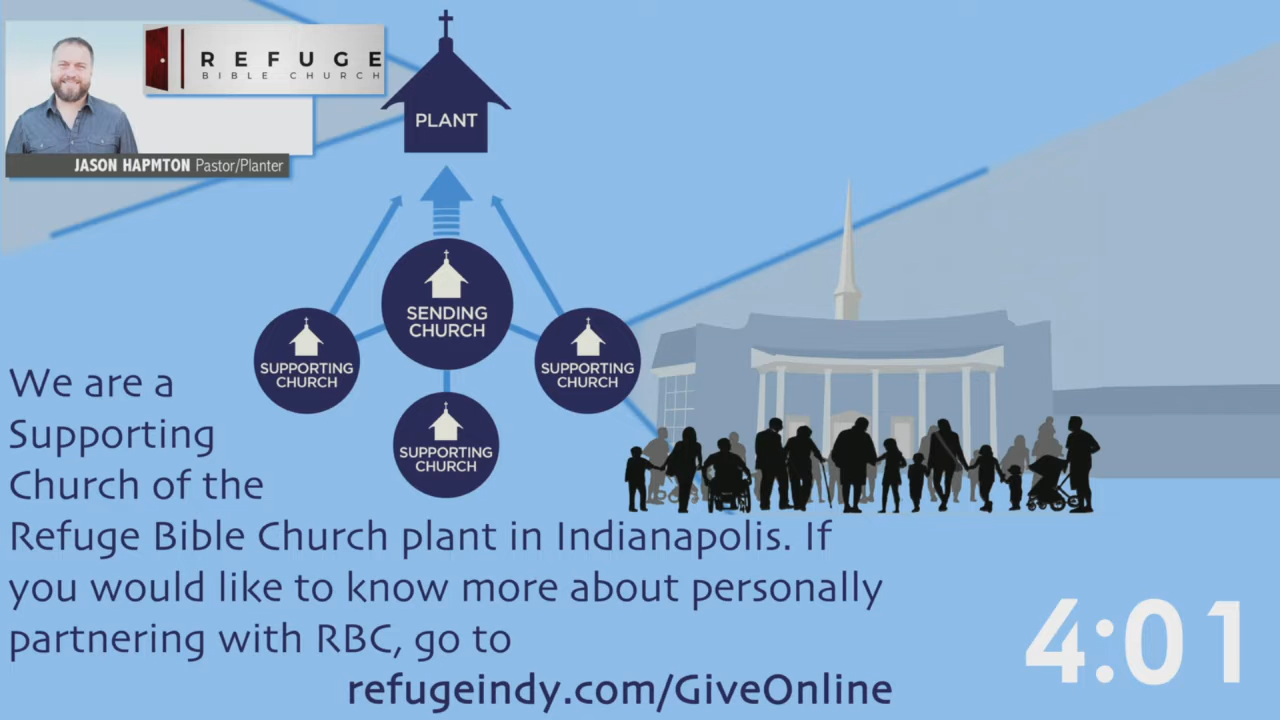 REFUGE
BIBLE CHURCH
JASON HAPMTON Pastor/Planter
PLANT
SENDING
CHURCH
SUPPORTING
CHURCH
SUPPORTING
CHURCH
SUPPORTING
CHURCH
We are a
Supporting
Church of the
Refuge Bible Church plant in Indianapolis. If
you would like to know more about personally
partnering with RBC, go to
refugeindy.com/GiveOnline
4:01